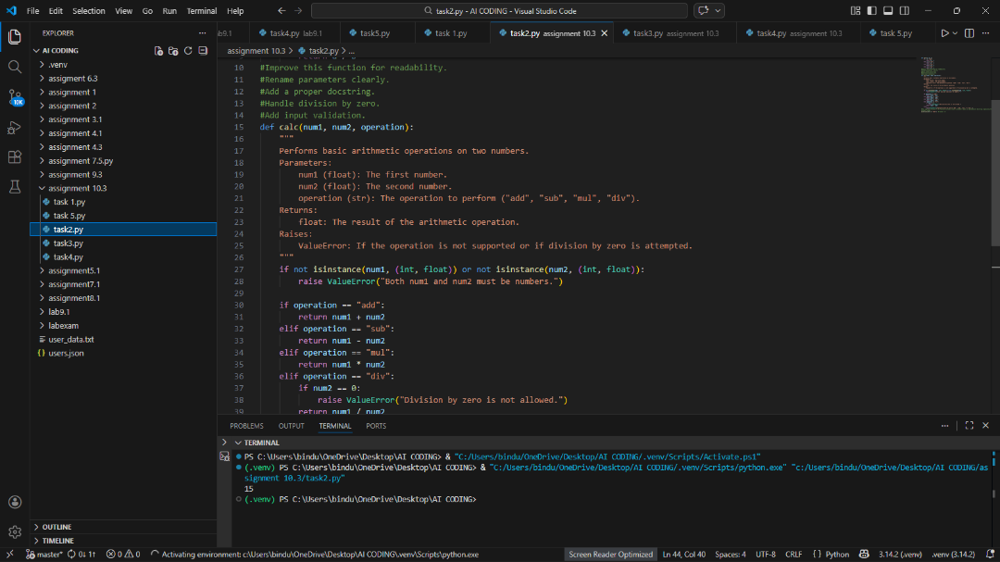 File Edit Selection View Go Run Terminal Help
task2.py - AI CODING - Visual Studio Code
EXPLORER
AI CODING
.venv
assigment 6.3
assignment 1
assignment 2
assignment 3.1
assignment 4.1
assignment 4.3
assignment 7.5.py
assignment 9.3
assignment 10.3
task 1.py
task 5.py
task2.py
task3.py
task4.py
assignment5.1
assignment7.1
assignment8.1
lab9.1
labexam
user_data.txt
users.json
OUTLINE
TIMELINE
ab9.1 task4.py lab9.1 task5.py task 1.py task2.py assignment 10.3 task3.py assignment 10.3 task4.py assignment 10.3 task 5.py
assignment 10.3 > task2.py > ...
10 #Improve this function for readability.
11 #Rename parameters clearly.
12 #Add a proper docstring.
13 #Handle division by zero.
14 #Add input validation.
15 def calc(num1, num2, operation):
16 """
17 Performs basic arithmetic operations on two numbers.
18 Parameters:
19 num1 (float): The first number.
20 num2 (float): The second number.
21 operation (str): The operation to perform ("add", "sub", "mul", "div").
22 Returns:
23 float: The result of the arithmetic operation.
24 Raises:
25 ValueError: If the operation is not supported or if division by zero is attempted.
26 """
27 if not isinstance(num1, (int, float)) or not isinstance(num2, (int, float)):
28 raise ValueError("Both num1 and num2 must be numbers.")
29
30 if operation == "add":
31 return num1 + num2
32 elif operation == "sub":
33 return num1 - num2
34 elif operation == "mul":
35 return num1 * num2
36 elif operation == "div":
37 if num2 == 0:
38 raise ValueError("Division by zero is not allowed.")
39 return num1 / num2
PROBLEMS OUTPUT TERMINAL PORTS
TERMINAL
PS C:\Users\bindu\OneDrive\Desktop\AI CODING> & "C:/Users/bindu/OneDrive/Desktop/AI CODING/.venv/Scripts/Activate.ps1"
(.venv) PS C:\Users\bindu\OneDrive\Desktop\AI CODING> & "C:/Users/bindu/OneDrive/Desktop/AI CODING/.venv/Scripts/python.exe" "c:/Users/bindu/OneDrive/Desktop/AI CODING/as
signment 10.3/task2.py"
15
(.venv) PS C:\Users\bindu\OneDrive\Desktop\AI CODING>
10K
master* 0↓ 1↑ 0 0 Activating environment: c:\Users\bindu\OneDrive\Desktop\AI CODING\.venv\Scripts\python.exe Screen Reader Optimized Ln 44, Col 40 Spaces: 4 UTF-8 CRLF {} Python 3.14.2 (.venv) .venv (3.14.2)